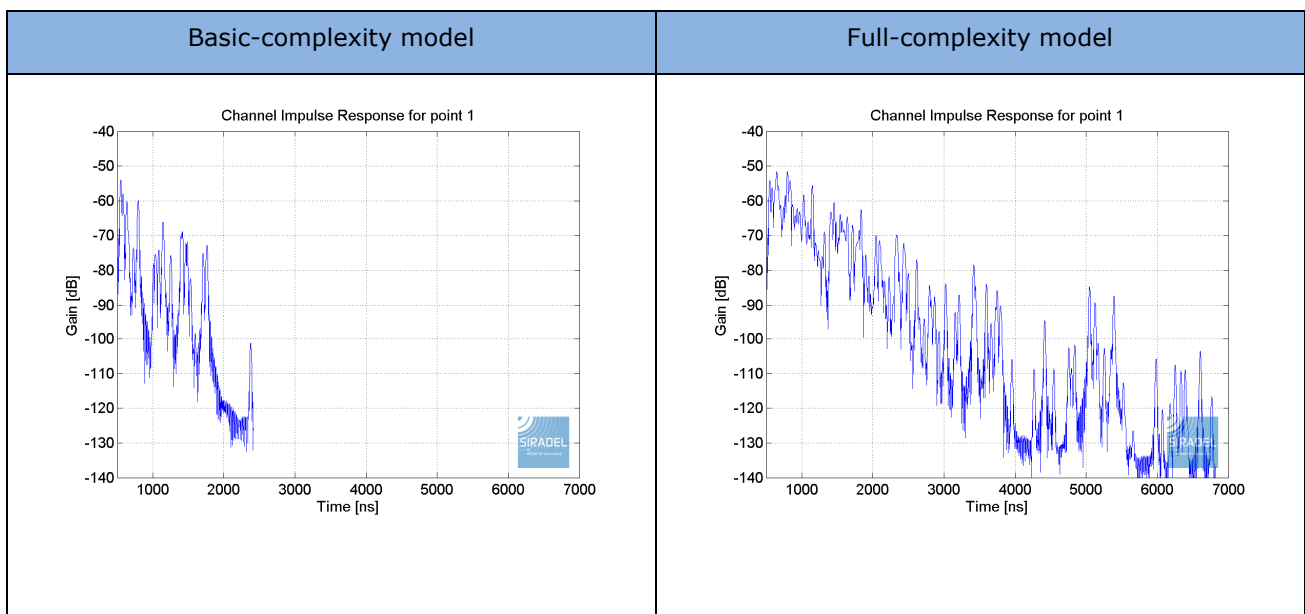 Basic-complexity model
Full-complexity model
Channel Impulse Response for point 1
-40
-50
-60
-70
-80
-90
-100
-110
-120
-130
-140
Gain [dB]
1000 2000 3000 4000 5000 6000 7000
Time [ns]
SIRADEL
Channel Impulse Response for point 1
-40
-50
-60
-70
-80
-90
-100
-110
-120
-130
-140
Gain [dB]
1000 2000 3000 4000 5000 6000 7000
Time [ns]
SIRADEL